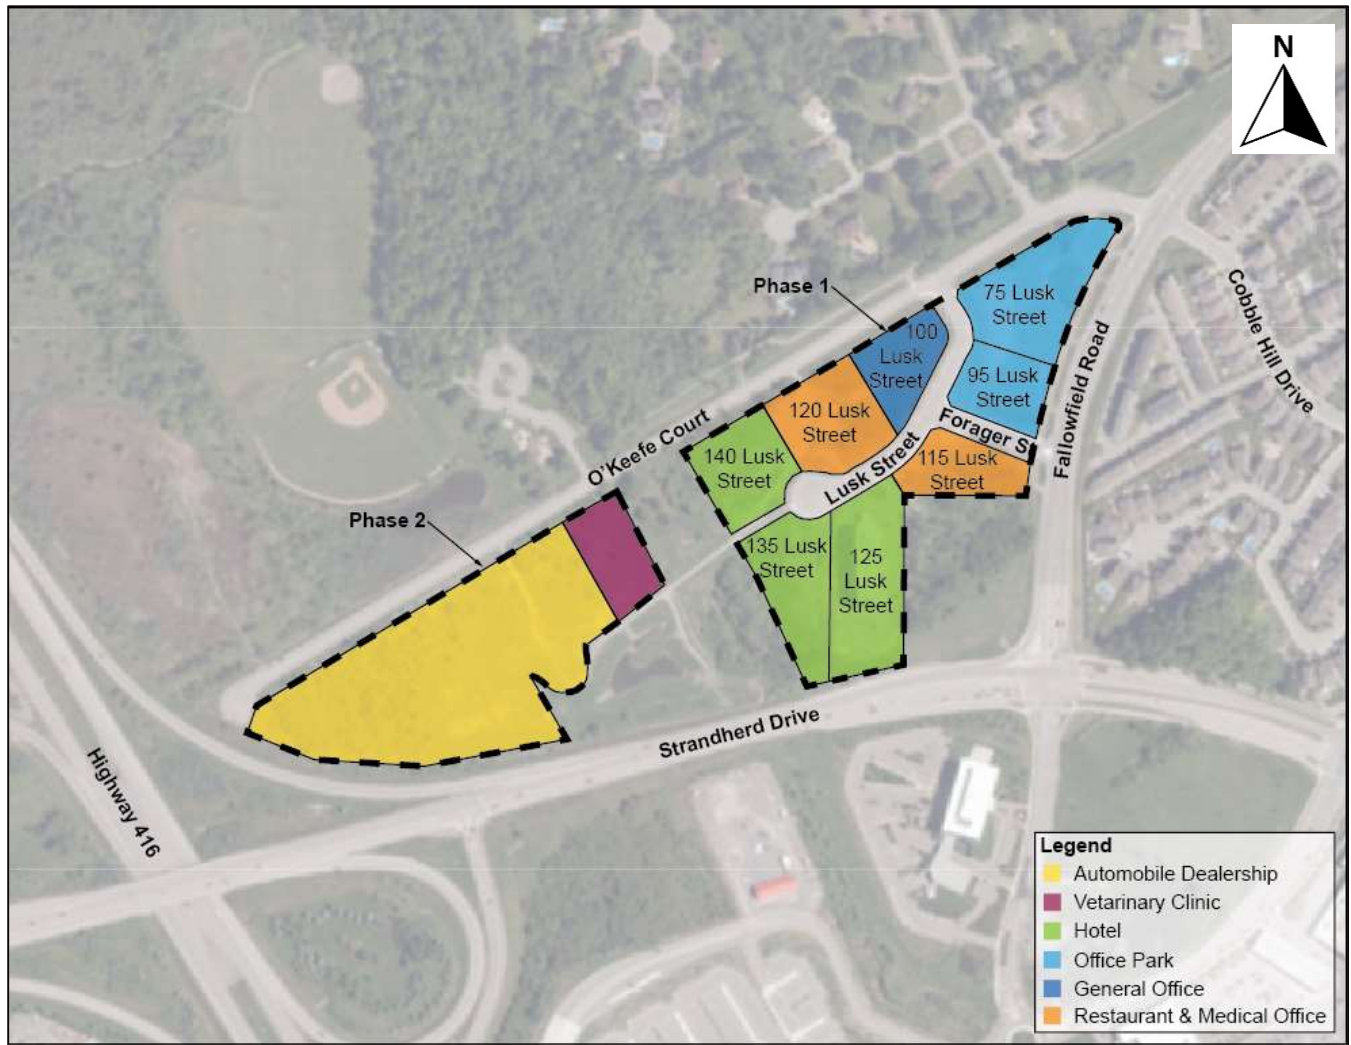 N
Phase 1
75 Lusk
Street
Cobble Hill Drive
100
Lusk
Street
95 Lusk
Street
Fallowfield Road
120 Lusk
Street
Forager S
O'Keefe Court
140 Lusk
Street
Lusk Street
115 Lusk
Street
Phase 2
135 Lusk
Street
125
Lusk
Street
Strandherd Drive
Highway 416
Legend
Automobile Dealership
Vetarinary Clinic
Hotel
Office Park
General Office
Restaurant & Medical Office